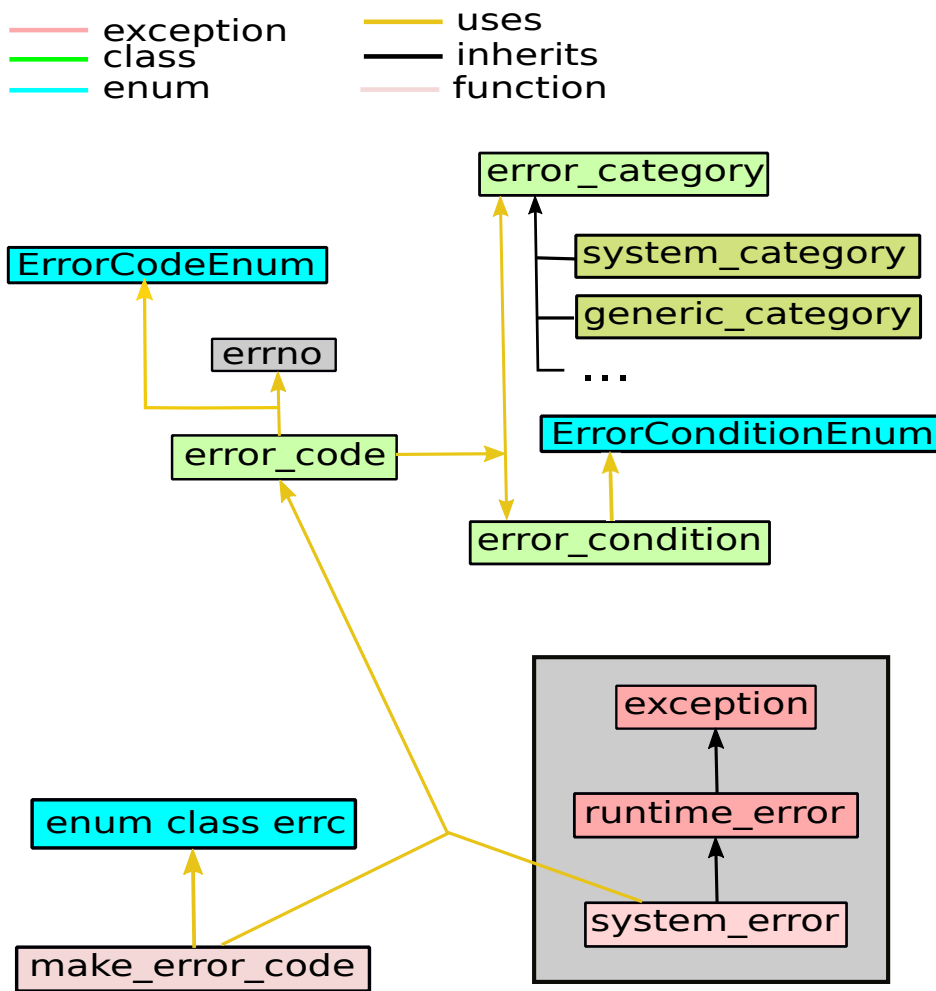 exception
class
enum
uses
inherits
function
error_category
system_category
generic_category
...
ErrorCodeEnum
errno
error_code
ErrorConditionEnum
error_condition
exception
runtime_error
system_error
enum class errc
make_error_code